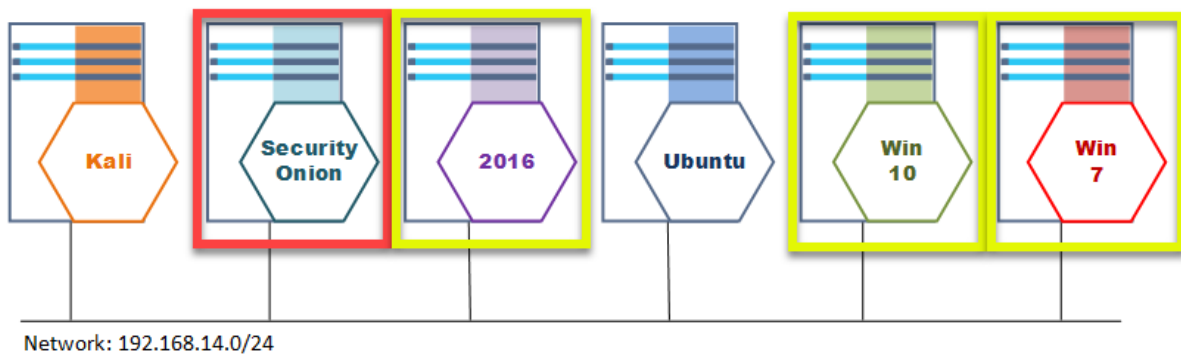 Kali
Security
Onion
2016
Ubuntu
Win
10
Win
7
Network: 192.168.14.0/24